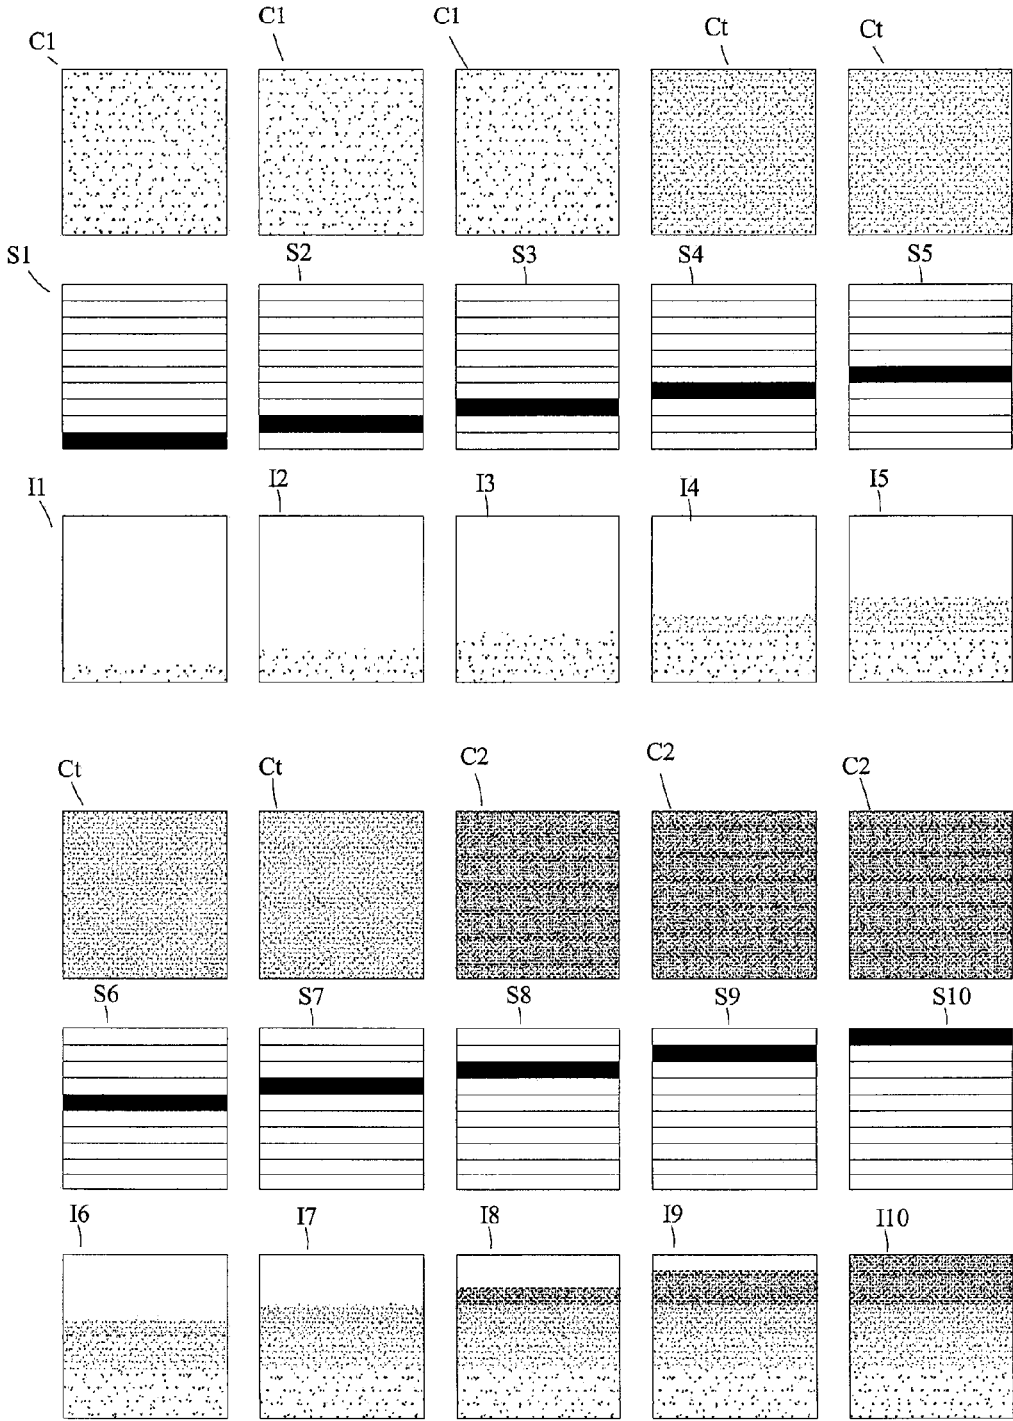 C1 C1 C1 Ct Ct
S1 S2 S3 S4 S5
I1 I2 I3 I4 I5
Ct Ct C2 C2 C2
S6 S7 S8 S9 S10
I6 I7 I8 I9 I10